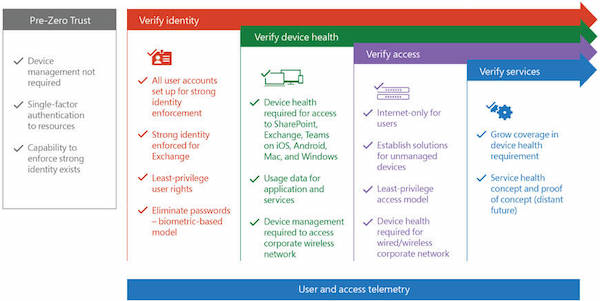 Pre-Zero Trust
Device
management not
required
Single-factor
authentication
to resources
Capability to
enforce strong
identity exists
Verify identity
All user accounts
set up for strong
identity
enforcement
Strong identity
enforced for
Exchange
Least-privilege
user rights
Eliminate passwords
– biometric-based
model
Verify device health
Device health
required for access
to SharePoint,
Exchange, Teams
on iOS, Android,
Mac, and Windows
Usage data for
application and
services
Device management
required to access
corporate wireless
network
Verify access
Internet-only for
users
Establish solutions
for unmanaged
devices
Least-privilege
access model
Device health
required for
wired/wireless
corporate network
Verify services
Grow coverage in
device health
requirement
Service health
concept and proof
of concept (distant
future)
User and access telemetry